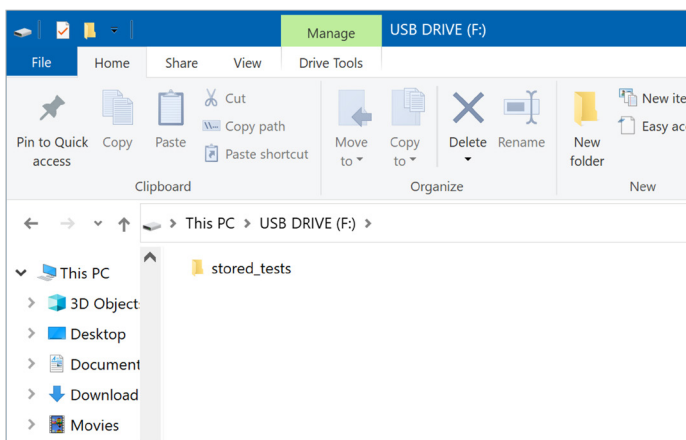 Manage USB DRIVE (F:)
File Home Share View Drive Tools
Pin to Quick access
Copy
Paste
Cut
Copy path
Paste shortcut
Move to
Copy to
Delete
Rename
New folder
New ite
Easy ac
Clipboard Organize New
This PC > USB DRIVE (F:) >
This PC
3D Object
Desktop
Document
Download
Movies
stored_tests